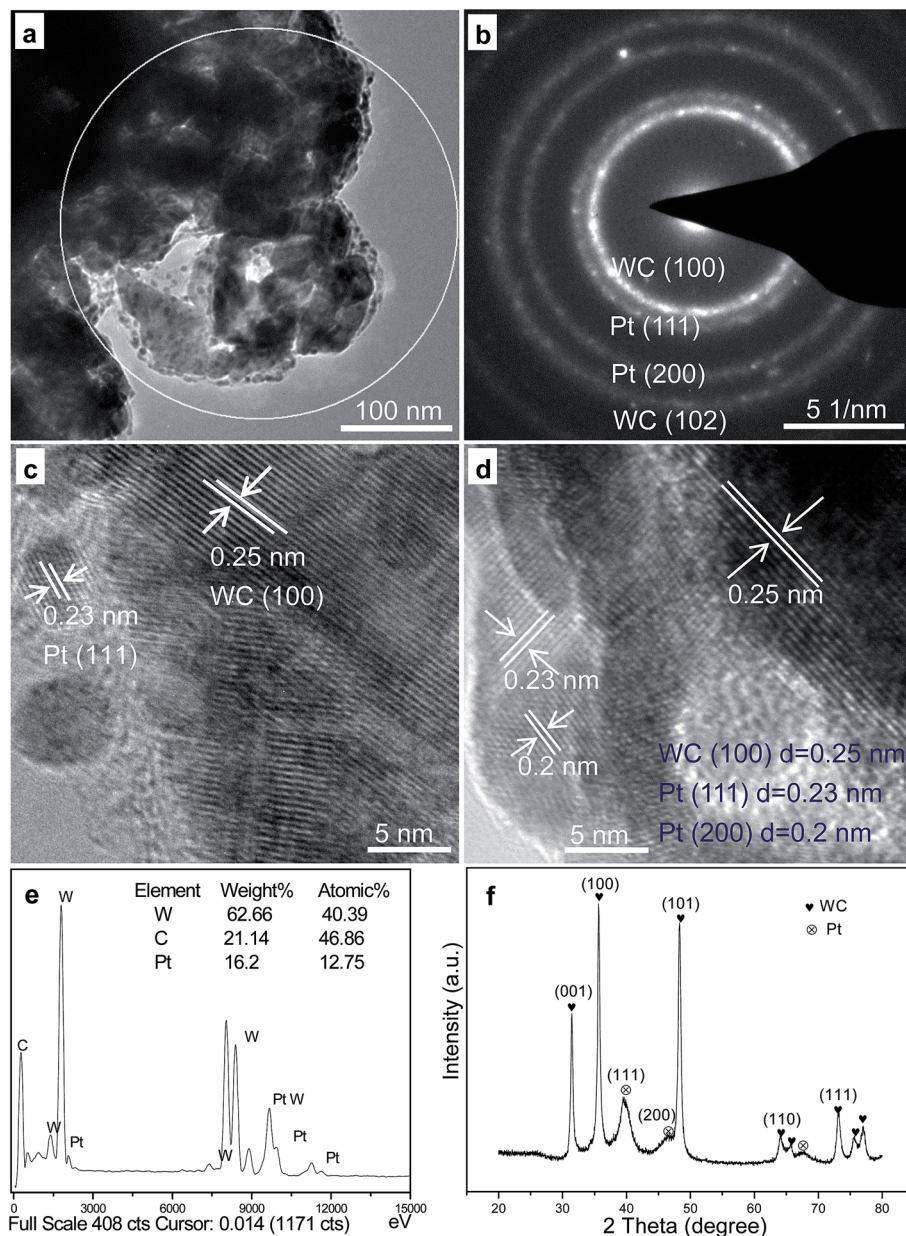 a
100 nm
b
WC (100)
Pt (111)
Pt (200)
WC (102)
5 1/nm
c
0.25 nm
WC (100)
0.23 nm
Pt (111)
5 nm
d
0.25 nm
0.23 nm
0.2 nm
WC (100) d=0.25 nm
Pt (111) d=0.23 nm
Pt (200) d=0.2 nm
5 nm
e
Element Weight% Atomic%
W 62.66 40.39
C 21.14 46.86
Pt 16.2 12.75
W
C
W
Pt
W
W
Pt W
Pt
Pt
0 3000 6000 9000 12000 15000
Full Scale 408 cts Cursor: 0.014 (1171 cts) eV
f
♥ WC
⊗ Pt
(100)
(101)
(001)
(111)
(200)
(110)
(111)
Intensity (a.u.)
20 30 40 50 60 70 80
2 Theta (degree)